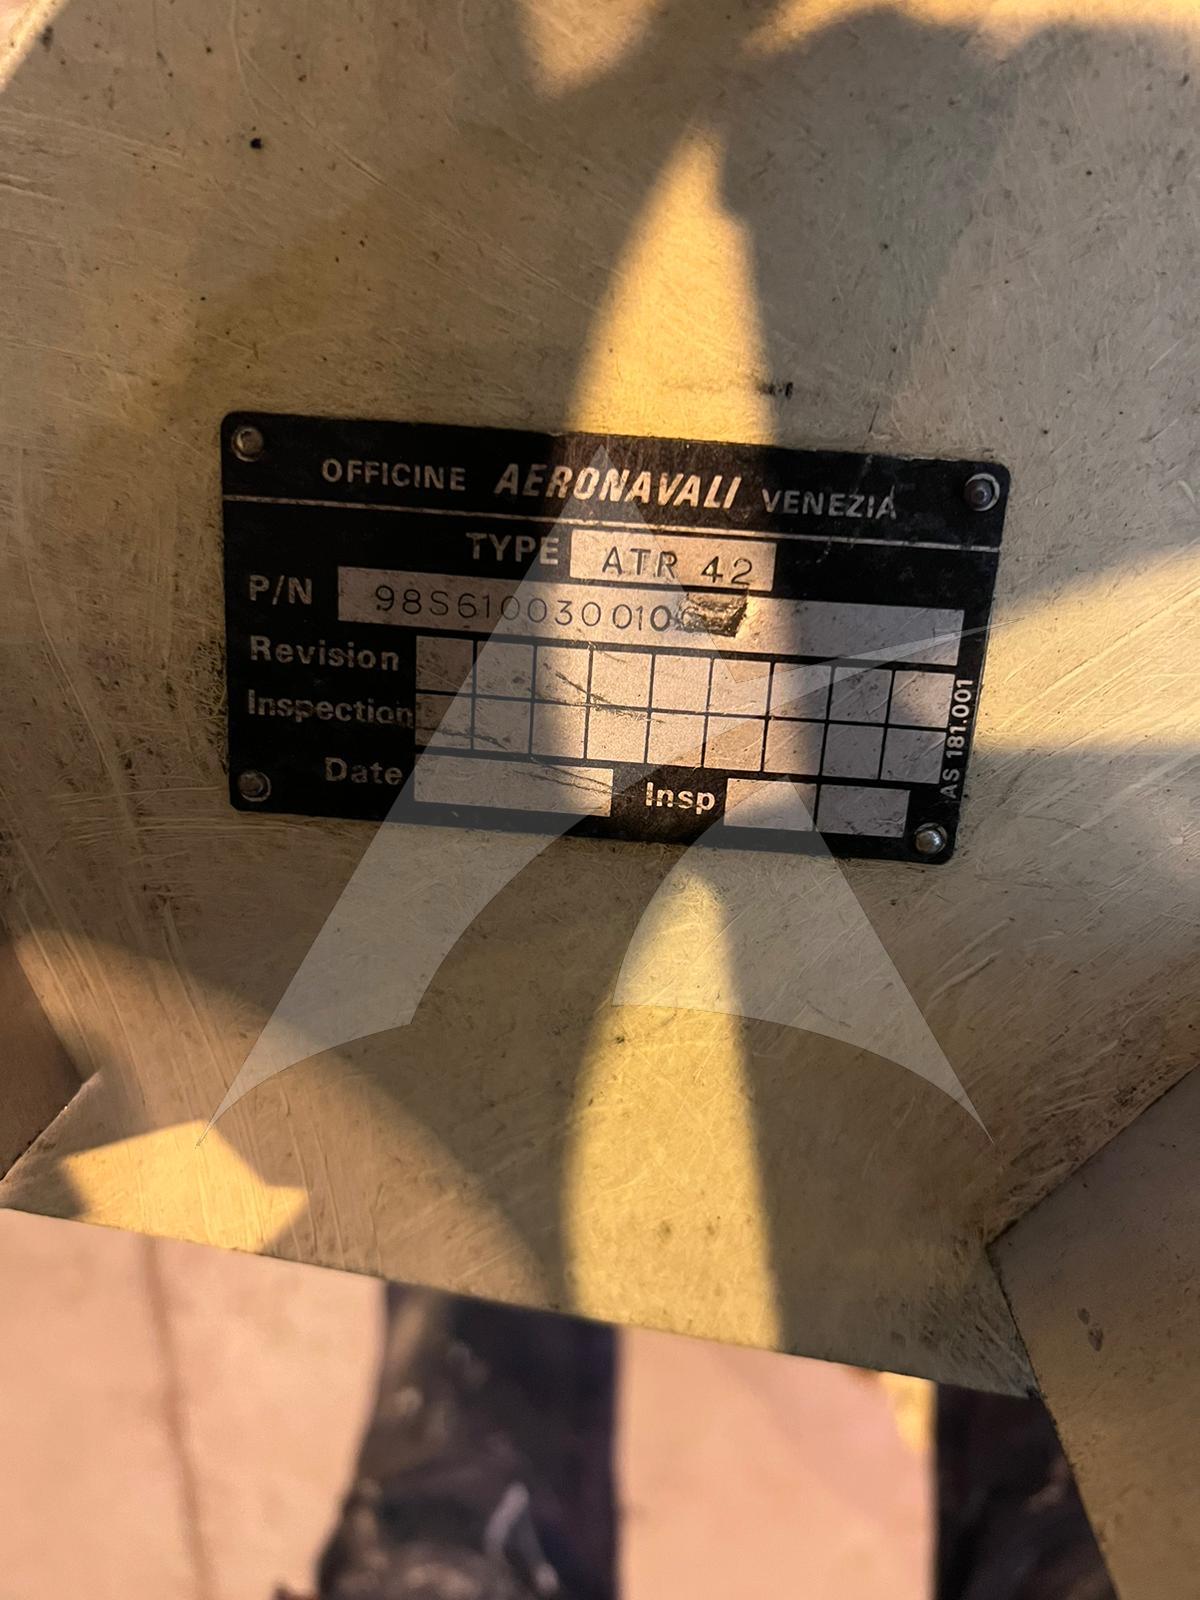 OFFICINE AERONAVALI VENEZIA
TYPE ATR 42
P/N 98S610030010
Revision
Inspection
Date Insp
AS 181.001